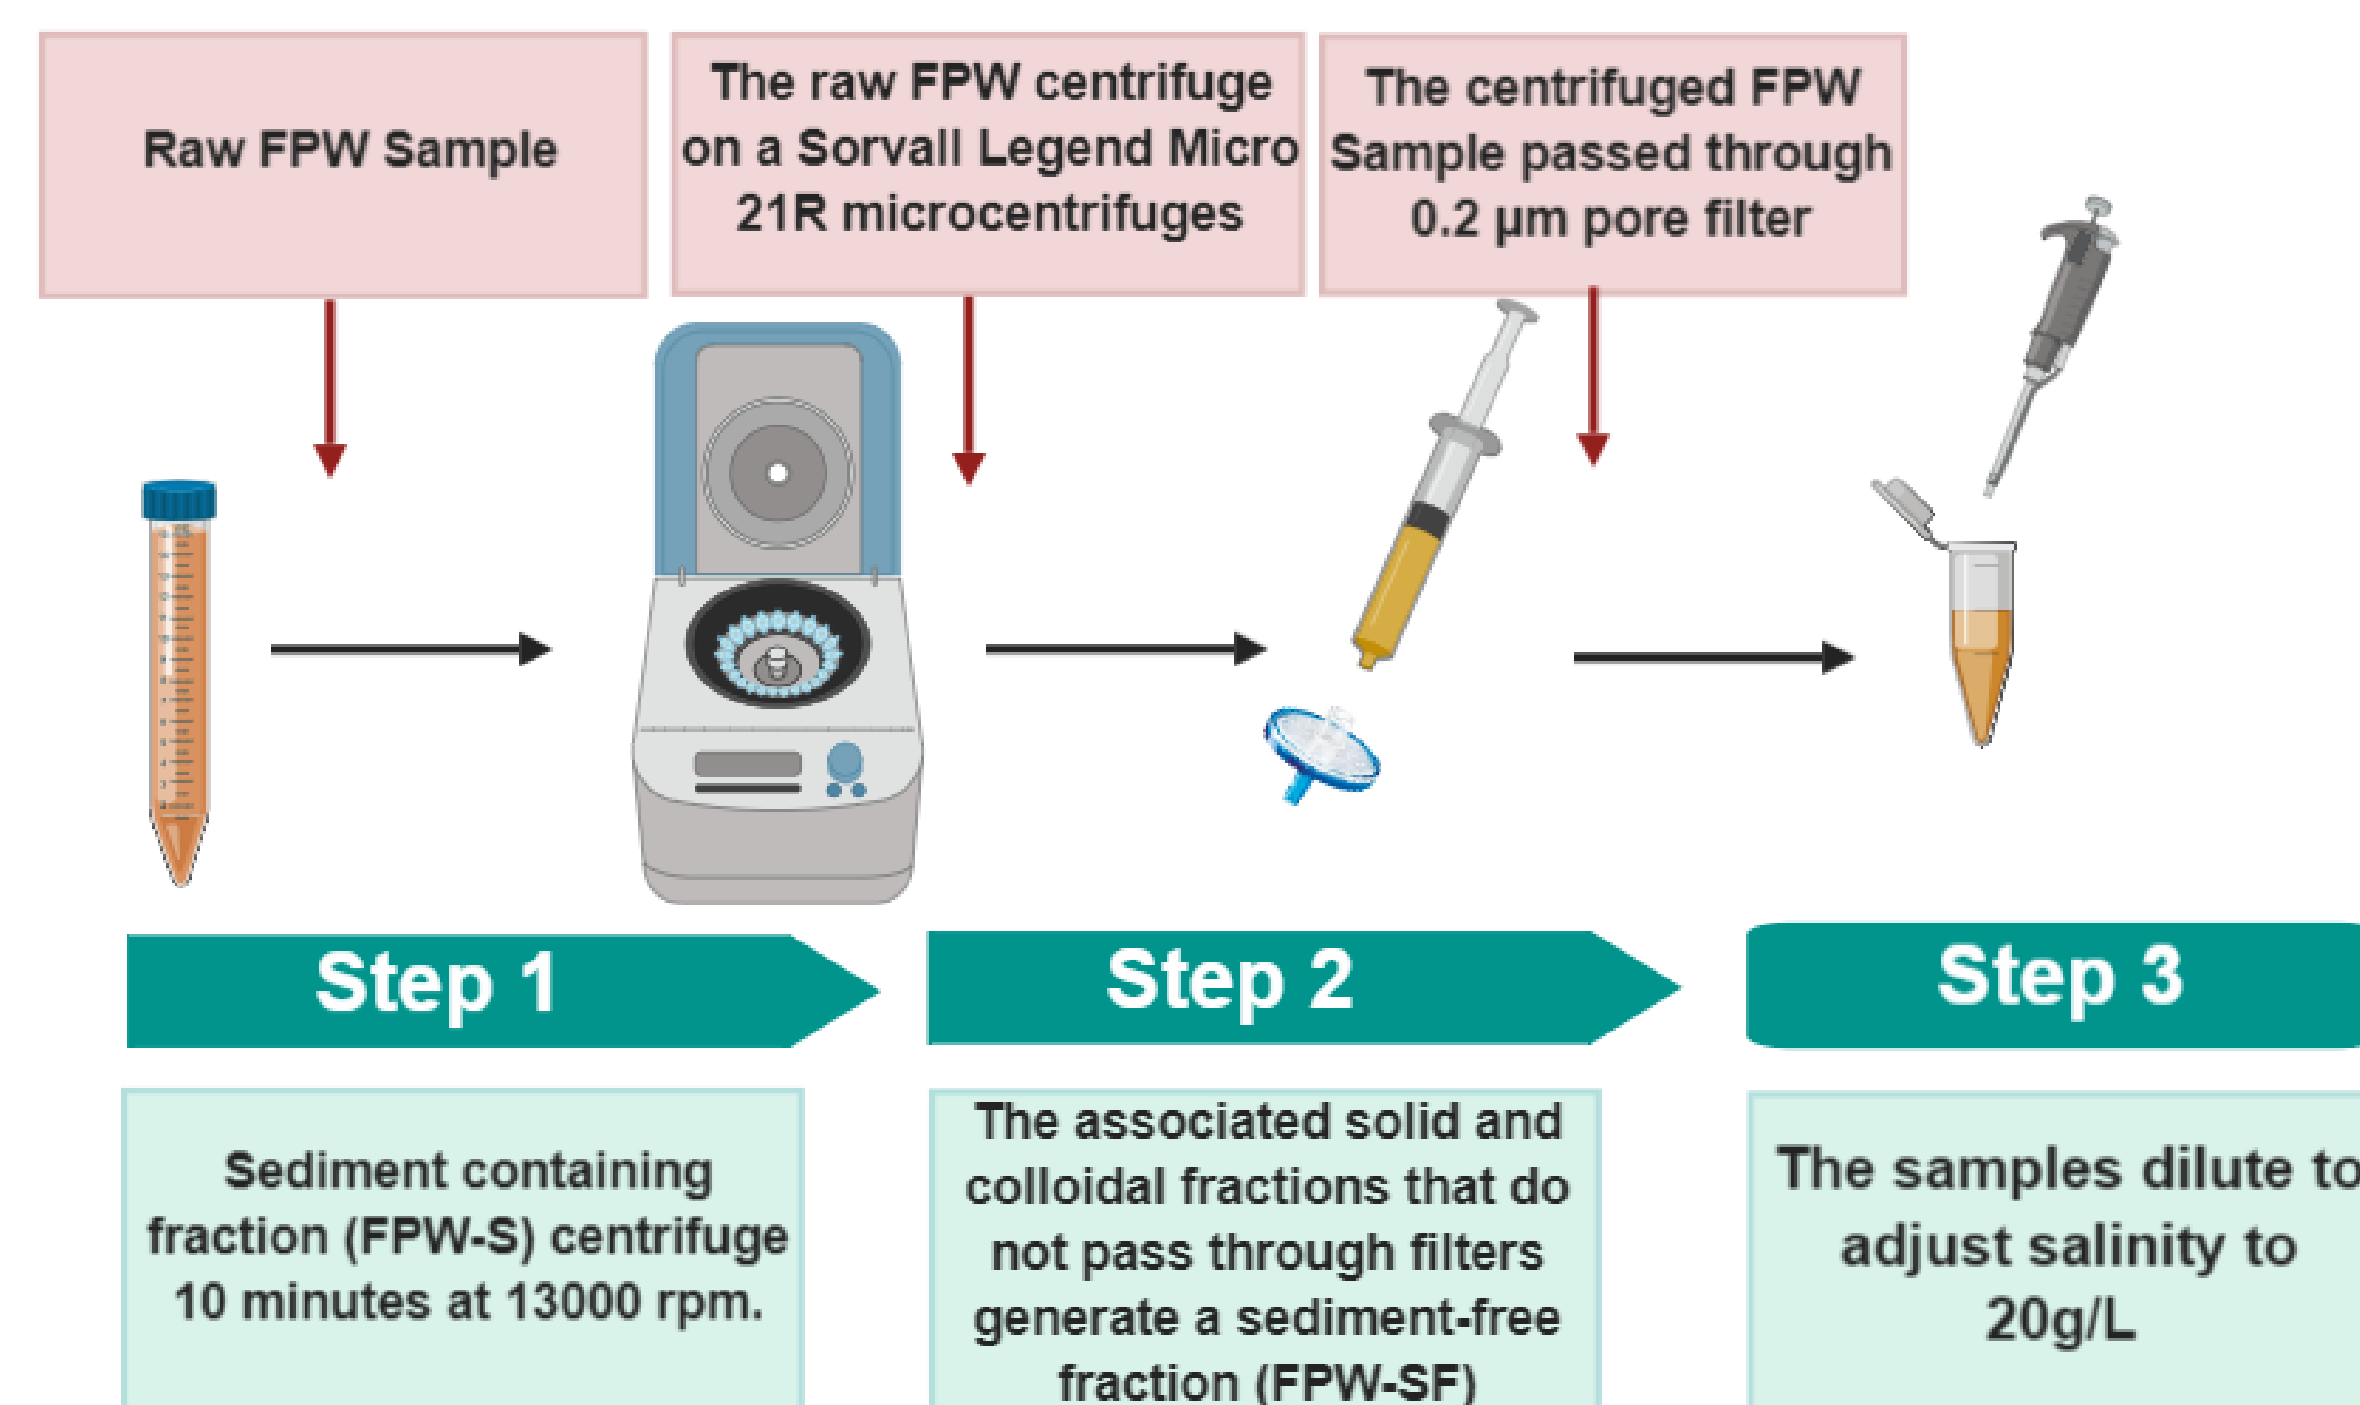 Raw FPW Sample
The raw FPW centrifuge
on a Sorvall Legend Micro
21R microcentrifuges
The centrifuged FPW
Sample passed through
0.2 µm pore filter
Step 1
Step 2
Step 3
Sediment containing
fraction (FPW-S) centrifuge
10 minutes at 13000 rpm.
The associated solid and
colloidal fractions that do
not pass through filters
generate a sediment-free
fraction (FPW-SF)
The samples dilute to
adjust salinity to
20g/L